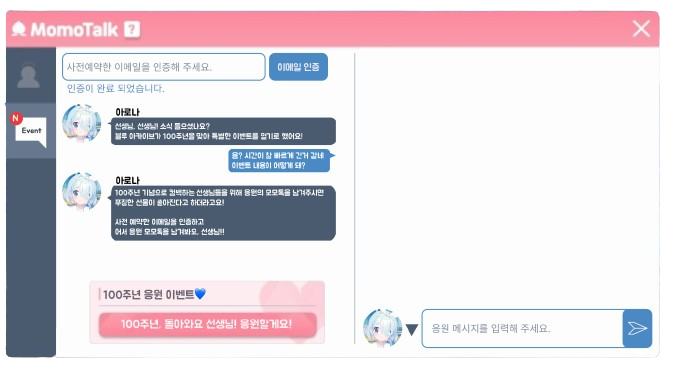 MomoTalk ?
사전예약한 이메일을 인증해 주세요.
이메일 인증
인증이 완료 되었습니다.
N
Event
아로나
선생님, 선생님! 소식 들으셨나요?
블루 아카이브가 100주년을 맞아 특별한 이벤트를 열기로 했어요!
응? 시간이 참 빠르게 간거 같네
이벤트 내용이 어떻게 돼?
아로나
100주년 기념으로 컴백하는 선생님들을 위해 응원의 모모톡을 남겨주시면
푸짐한 선물이 쏟아진다고 하더라고요!
사전 예약한 이메일을 인증하고
어서 응원 모모톡을 남겨봐요, 선생님!!
100주년 응원 이벤트💙
100주년, 돌아와요 선생님! 응원할게요!
응원 메시지를 입력해 주세요.